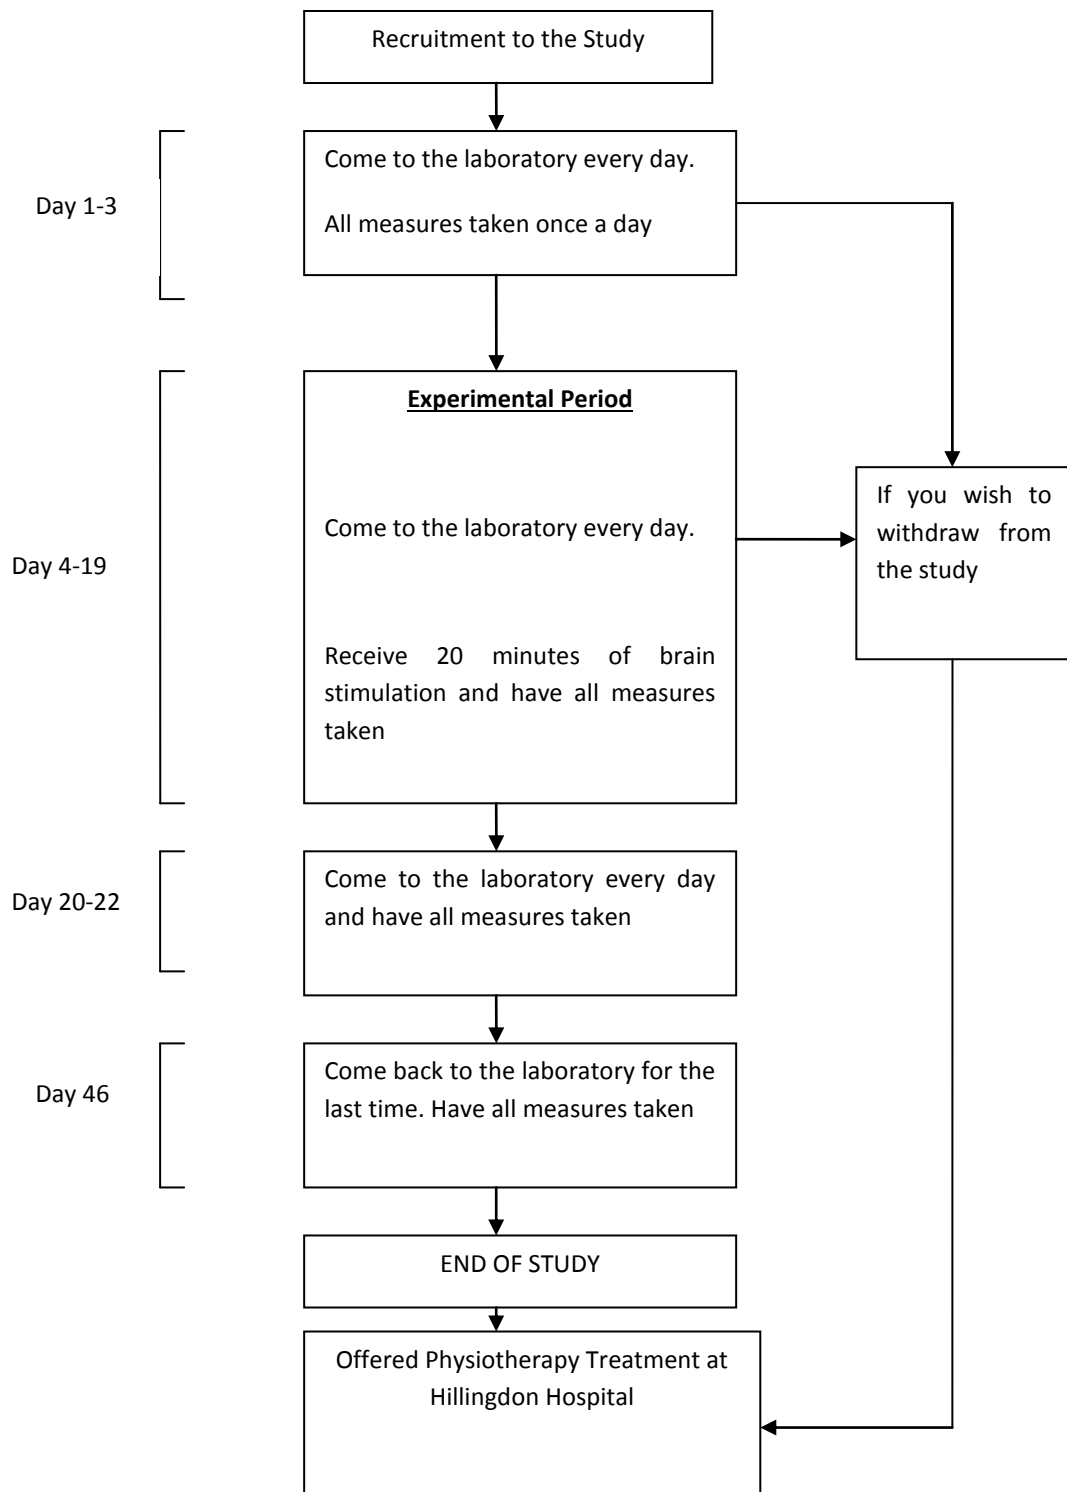 Recruitment to the Study
Day 1-3
Come to the laboratory every day.
All measures taken once a day
Day 4-19
Experimental Period
Come to the laboratory every day.
Receive 20 minutes of brain
stimulation and have all measures
taken
If you wish to
withdraw from
the study
Day 20-22
Come to the laboratory every day
and have all measures taken
Day 46
Come back to the laboratory for the
last time. Have all measures taken
END OF STUDY
Offered Physiotherapy Treatment at
Hillingdon Hospital